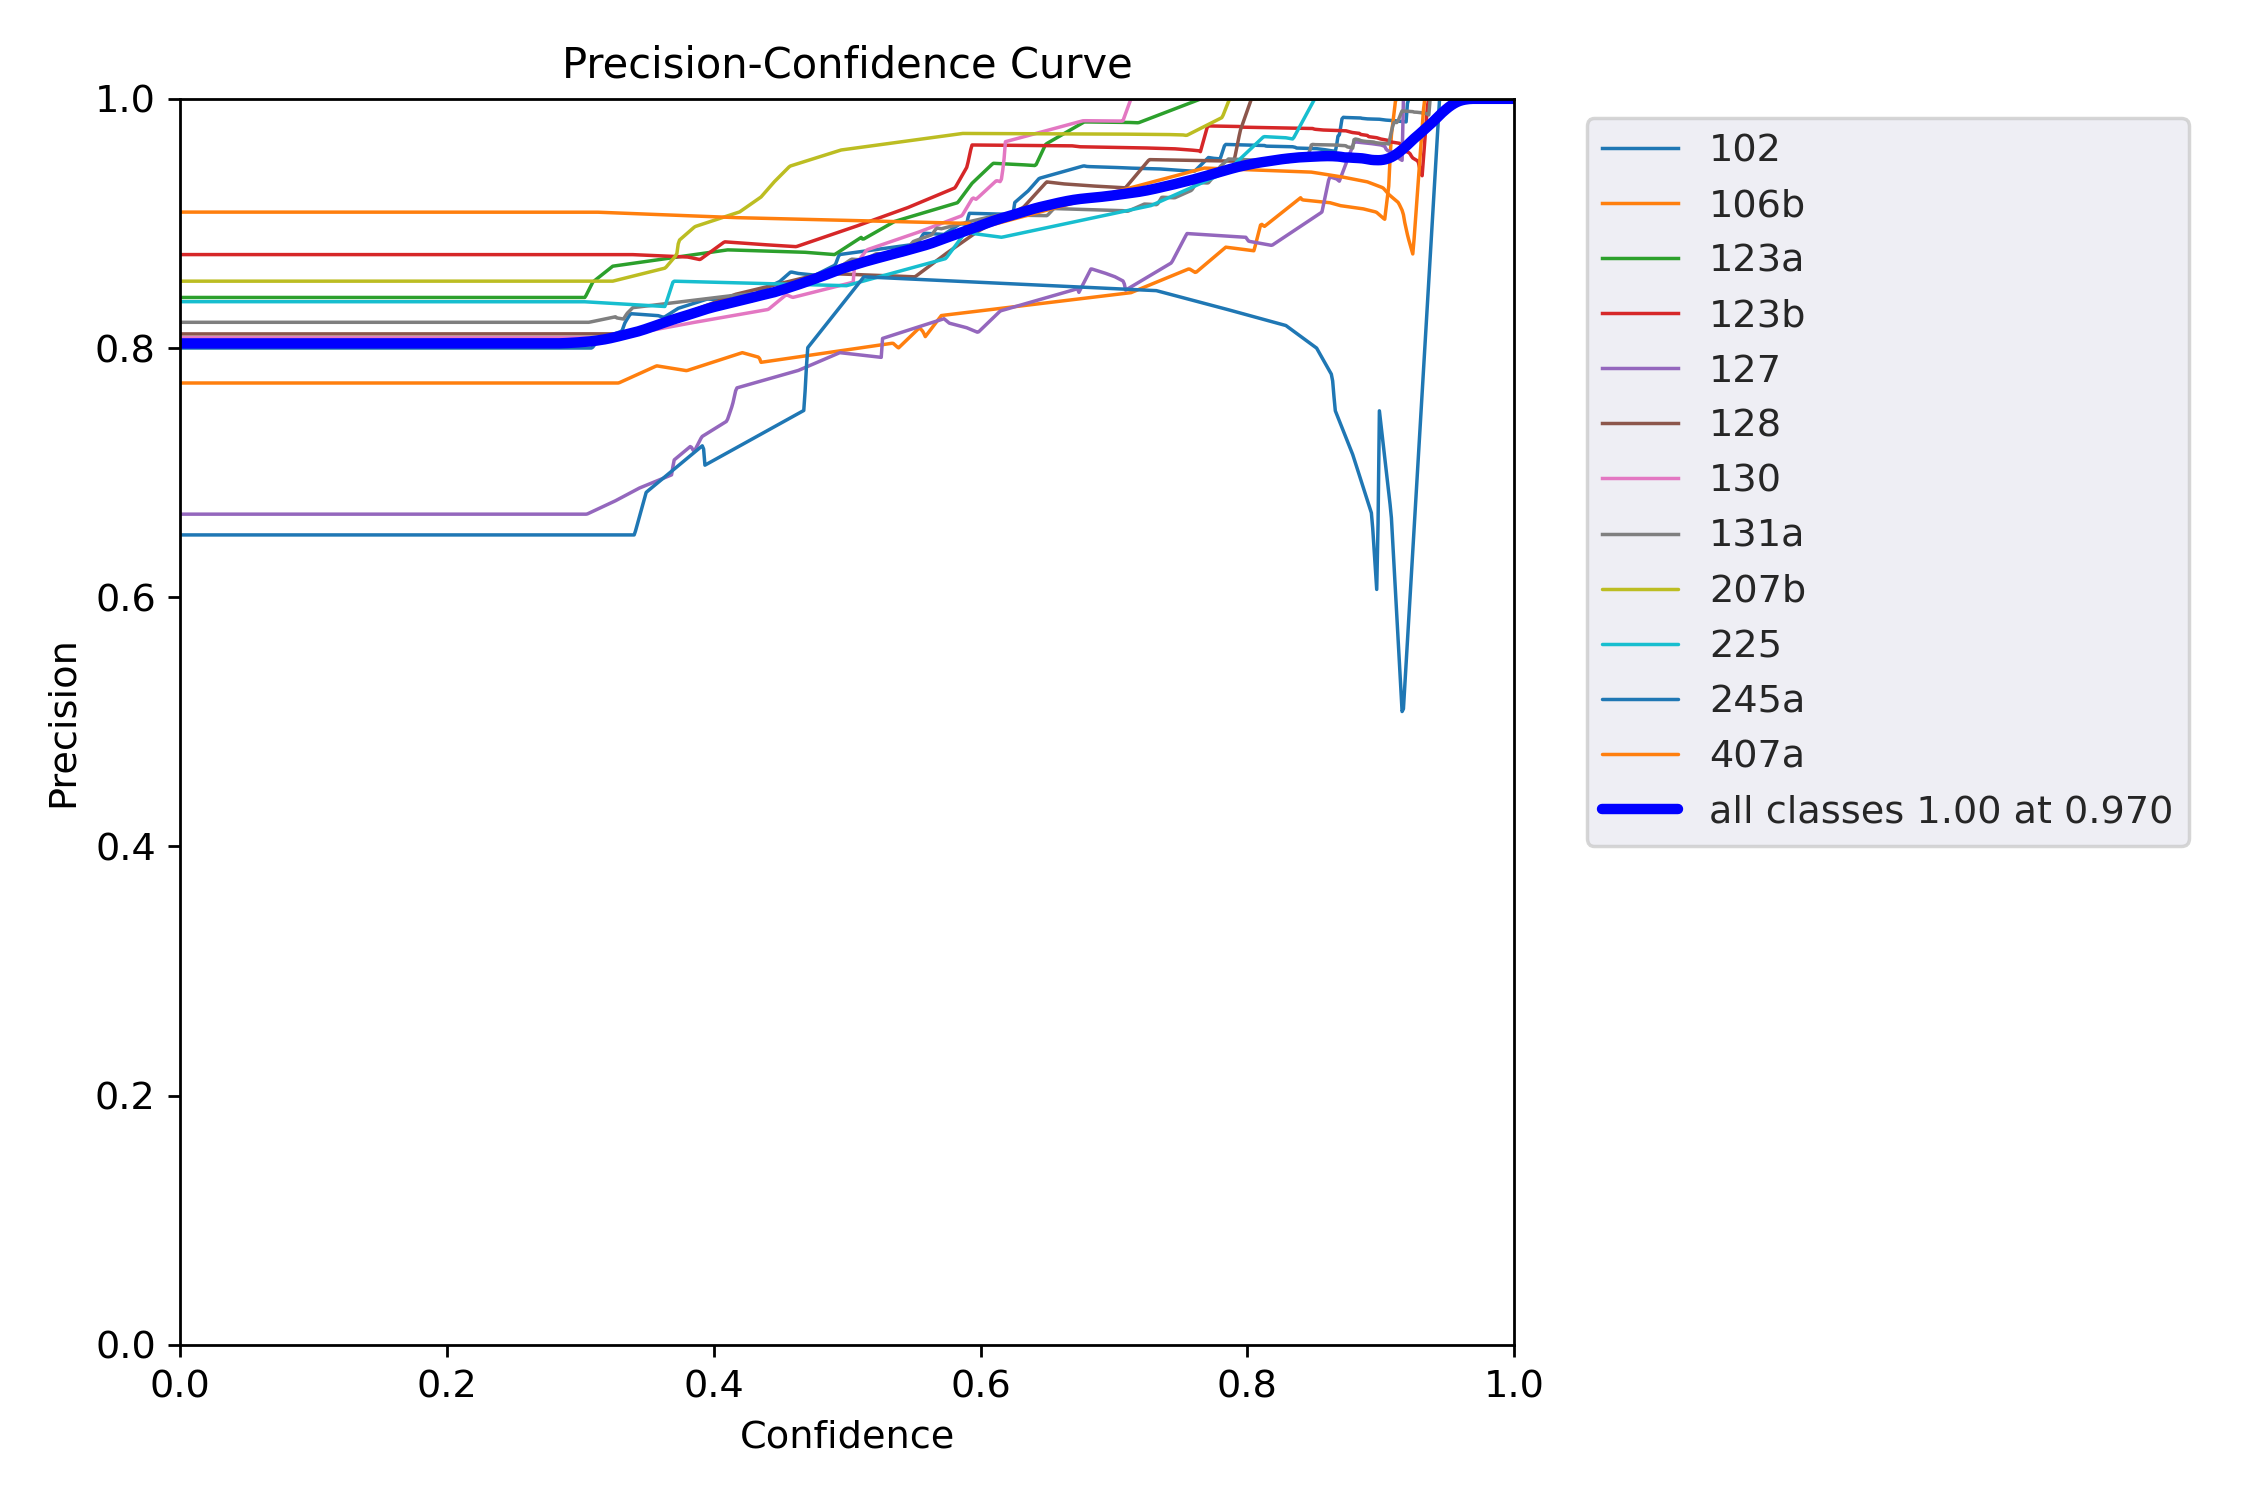 Precision-Confidence Curve
1.0
0.8
0.6
0.4
0.2
0.0
Precision
0.0 0.2 0.4 0.6 0.8 1.0
Confidence
102
106b
123a
123b
127
128
130
131a
207b
225
245a
407a
all classes 1.00 at 0.970